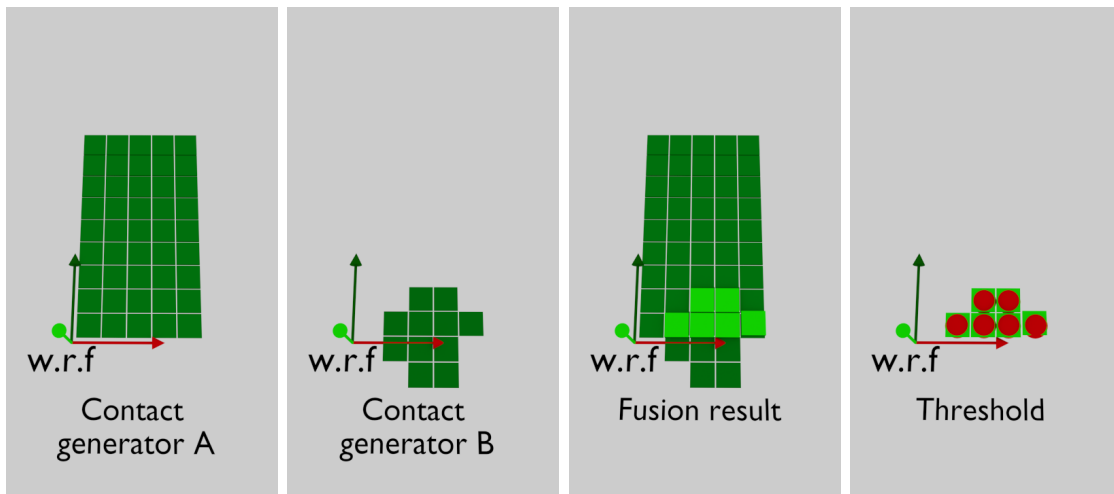 w.r.f
Contact
generator A
w.r.f
Contact
generator B
w.r.f
Fusion result
w.r.f
Threshold